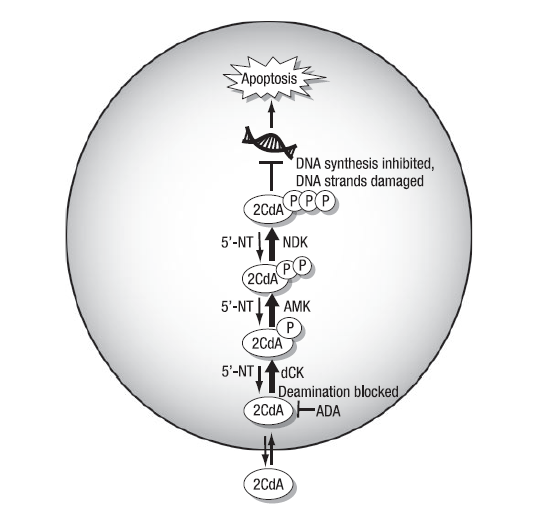 Apoptosis
DNA synthesis inhibited,
DNA strands damaged
2CdA P P P
5'-NT NDK
2CdA P P
5'-NT AMK
2CdA P
5'-NT dCK
Deamination blocked
2CdA ADA
2CdA